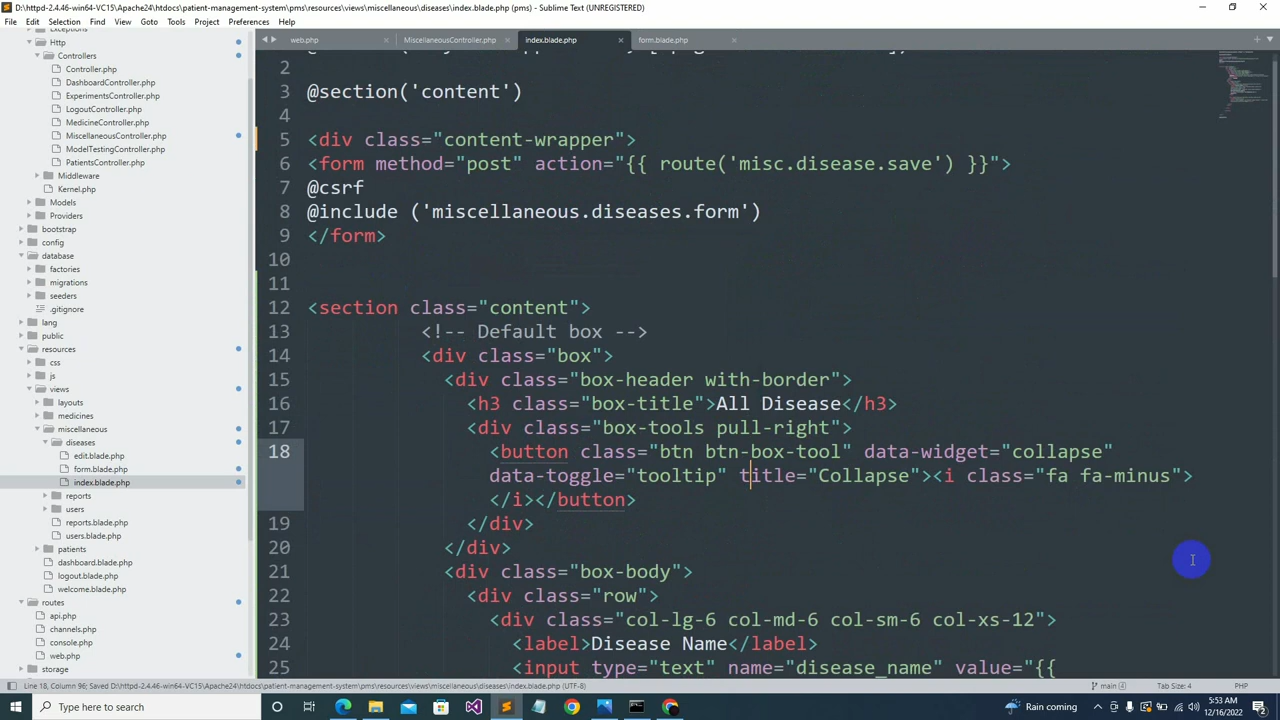 D:\httpd-2.4.46-win64-VC15\Apache24\htdocs\patient-management-system\pms\resources\views\miscellaneous\diseases\index.blade.php (pms) - Sublime Text (UNREGISTERED)
File Edit Selection Find View Goto Tools Project Preferences Help
web.php
MiscellaneousController.php
index.blade.php
form.blade.php
Exceptions
Http
Controllers
Controller.php
DashboardController.php
ExperimentsController.php
LogoutController.php
MedicineController.php
MiscellaneousController.php
ModelTestingController.php
PatientsController.php
Middleware
Kernel.php
Models
Providers
bootstrap
config
database
factories
migrations
seeders
.gitignore
lang
public
resources
css
js
views
layouts
medicines
miscellaneous
diseases
edit.blade.php
form.blade.php
index.blade.php
reports
users
reports.blade.php
users.blade.php
patients
dashboard.blade.php
logout.blade.php
welcome.blade.php
routes
api.php
channels.php
console.php
web.php
storage
2
3 @section('content')
4
5 <div class="content-wrapper">
6 <form method="post" action="{{ route('misc.disease.save') }}">
7 @csrf
8 @include ('miscellaneous.diseases.form')
9 </form>
10
11
12 <section class="content">
13 <!-- Default box -->
14 <div class="box">
15 <div class="box-header with-border">
16 <h3 class="box-title">All Disease</h3>
17 <div class="box-tools pull-right">
18 <button class="btn btn-box-tool" data-widget="collapse"
data-toggle="tooltip" title="Collapse"><i class="fa fa-minus">
</i></button>
19 </div>
20 </div>
21 <div class="box-body">
22 <div class="row">
23 <div class="col-lg-6 col-md-6 col-sm-6 col-xs-12">
24 <label>Disease Name</label>
25 <input type="text" name="disease_name" value="{{
Line 18, Column 96; Saved D:\httpd-2.4.46-win64-VC15\Apache24\htdocs\patient-management-system\pms\resources\views\miscellaneous\diseases\index.blade.php (UTF-8)
main 4
Tab Size: 4
PHP
Type here to search
Rain coming
5:53 AM
12/16/2022
2